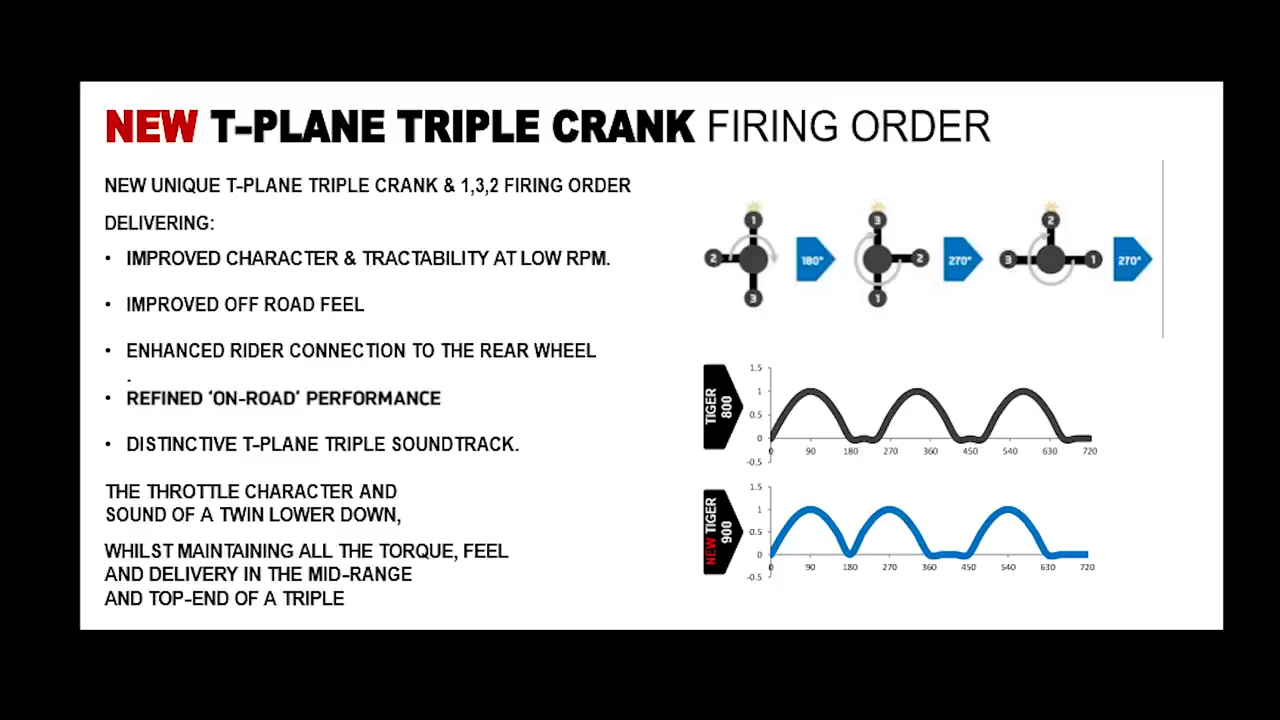 NEW T-PLANE TRIPLE CRANK FIRING ORDER
NEW UNIQUE T-PLANE TRIPLE CRANK & 1,3,2 FIRING ORDER
DELIVERING:
• IMPROVED CHARACTER & TRACTABILITY AT LOW RPM.
• IMPROVED OFF ROAD FEEL
• ENHANCED RIDER CONNECTION TO THE REAR WHEEL
.
• REFINED ‘ON-ROAD’ PERFORMANCE
• DISTINCTIVE T-PLANE TRIPLE SOUNDTRACK.
THE THROTTLE CHARACTER AND
SOUND OF A TWIN LOWER DOWN,
WHILST MAINTAINING ALL THE TORQUE, FEEL
AND DELIVERY IN THE MID-RANGE
AND TOP-END OF A TRIPLE
1 3 2
2 180° 2 270° 3 1 270°
3 1
TIGER
800
1.5
1
0.5
0
-0.5
0 90 180 270 360 450 540 630 720
NEW TIGER
900
1.5
1
0.5
0
-0.5
0 90 180 270 360 450 540 630 720